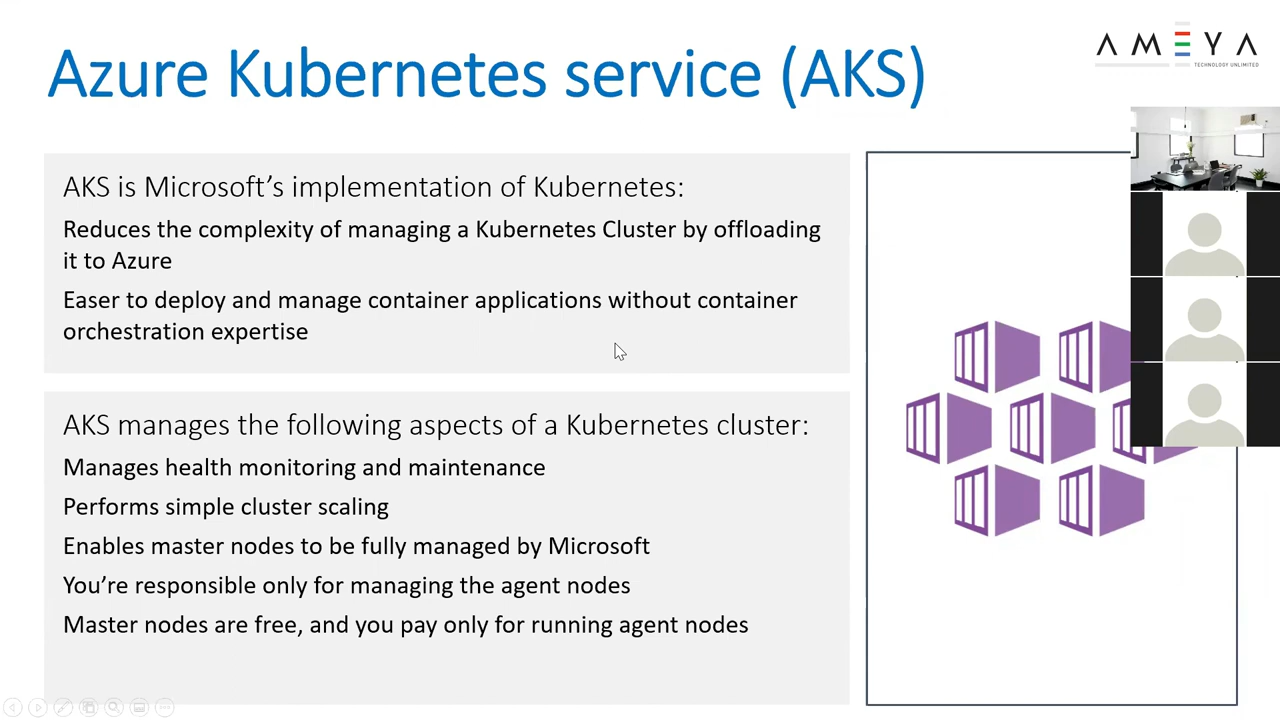 Azure Kubernetes service (AKS)
AMEYA
TECHNOLOGY UNLIMITED
AKS is Microsoft’s implementation of Kubernetes:
Reduces the complexity of managing a Kubernetes Cluster by offloading
it to Azure
Easer to deploy and manage container applications without container
orchestration expertise
AKS manages the following aspects of a Kubernetes cluster:
Manages health monitoring and maintenance
Performs simple cluster scaling
Enables master nodes to be fully managed by Microsoft
You’re responsible only for managing the agent nodes
Master nodes are free, and you pay only for running agent nodes